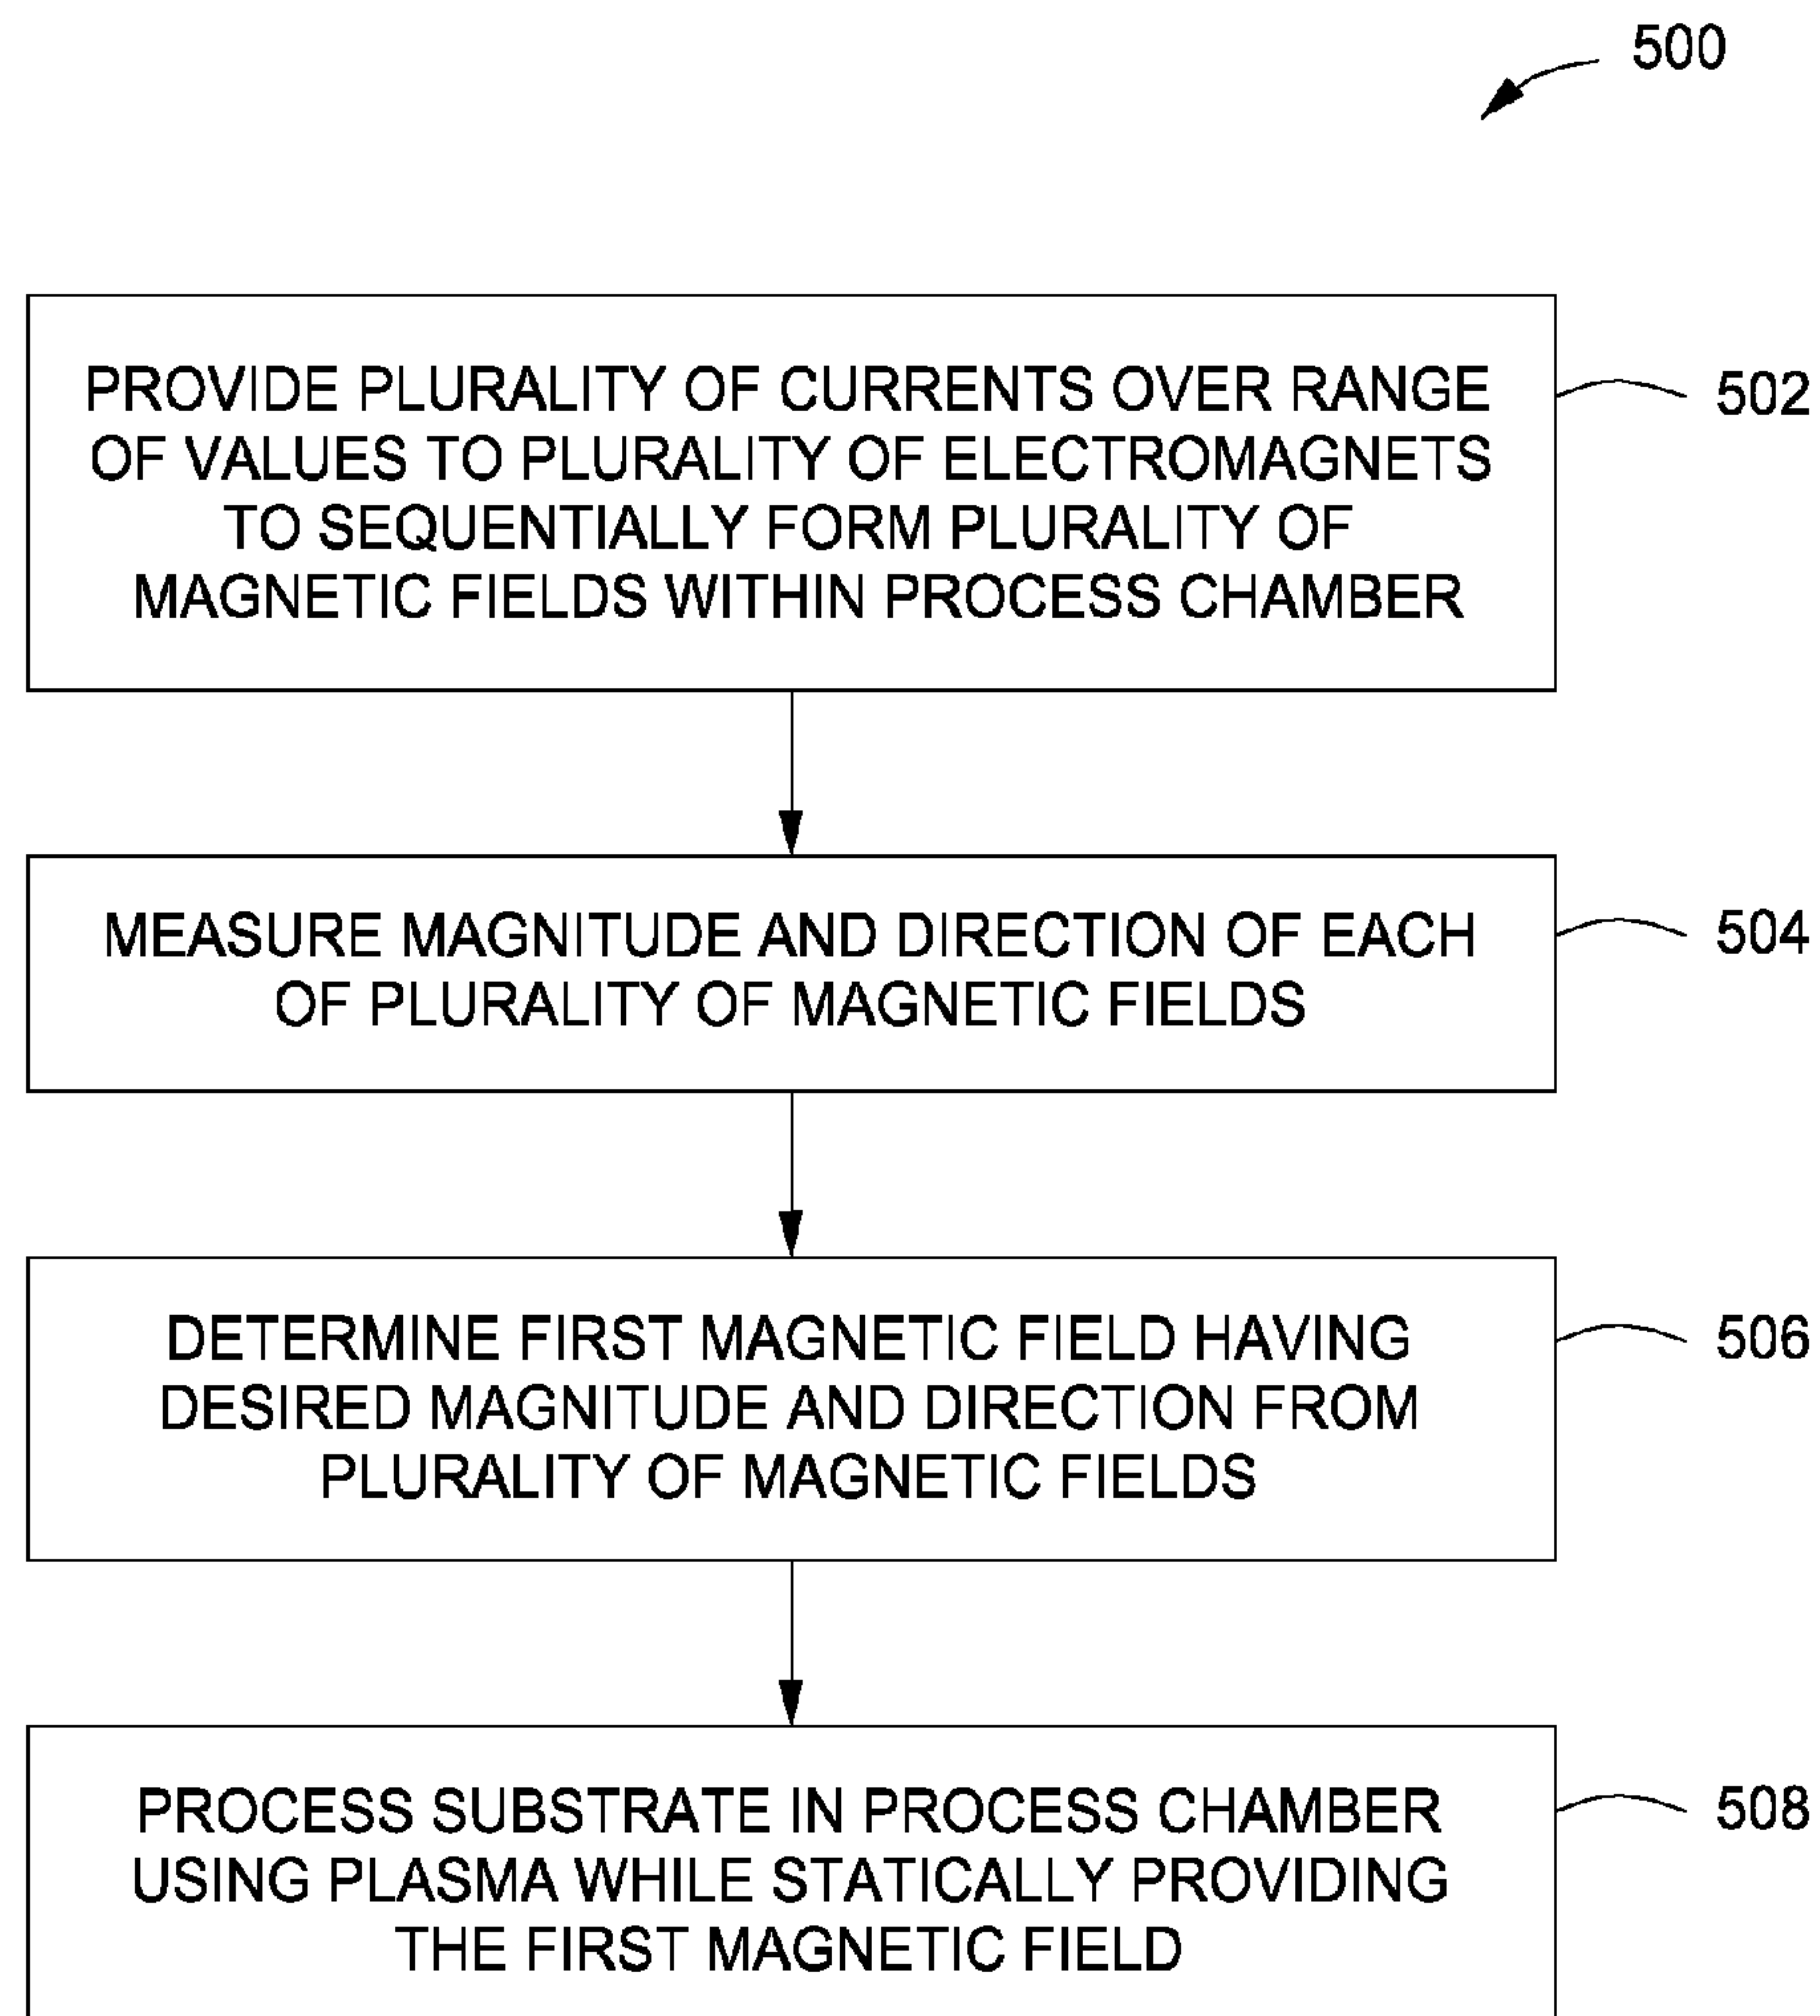 500
PROVIDE PLURALITY OF CURRENTS OVER RANGE
OF VALUES TO PLURALITY OF ELECTROMAGNETS
TO SEQUENTIALLY FORM PLURALITY OF
MAGNETIC FIELDS WITHIN PROCESS CHAMBER
502
MEASURE MAGNITUDE AND DIRECTION OF EACH
OF PLURALITY OF MAGNETIC FIELDS
504
DETERMINE FIRST MAGNETIC FIELD HAVING
DESIRED MAGNITUDE AND DIRECTION FROM
PLURALITY OF MAGNETIC FIELDS
506
PROCESS SUBSTRATE IN PROCESS CHAMBER
USING PLASMA WHILE STATICALLY PROVIDING
THE FIRST MAGNETIC FIELD
508